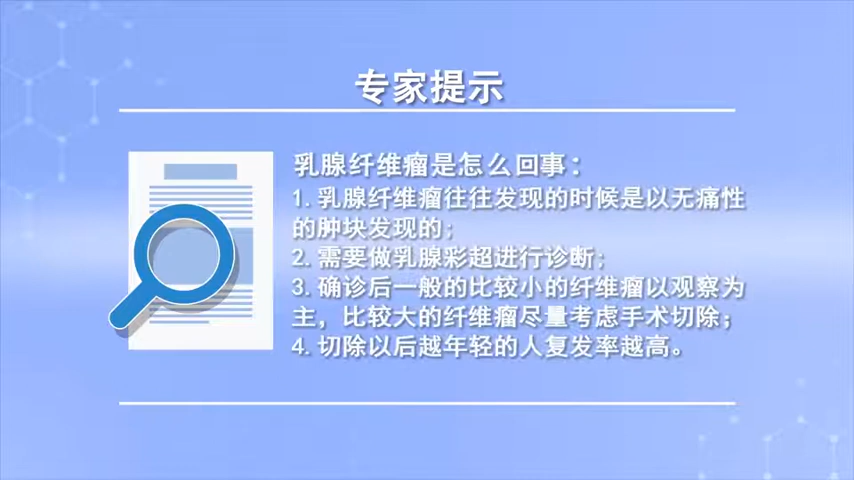 专家提示
乳腺纤维瘤是怎么回事：
1.乳腺纤维瘤往往发现的时候是以无痛性
的肿块发现的；
2.需要做乳腺彩超进行诊断；
3.确诊后一般的比较小的纤维瘤以观察为
主，比较大的纤维瘤尽量考虑手术切除；
4.切除以后越年轻的人复发率越高。